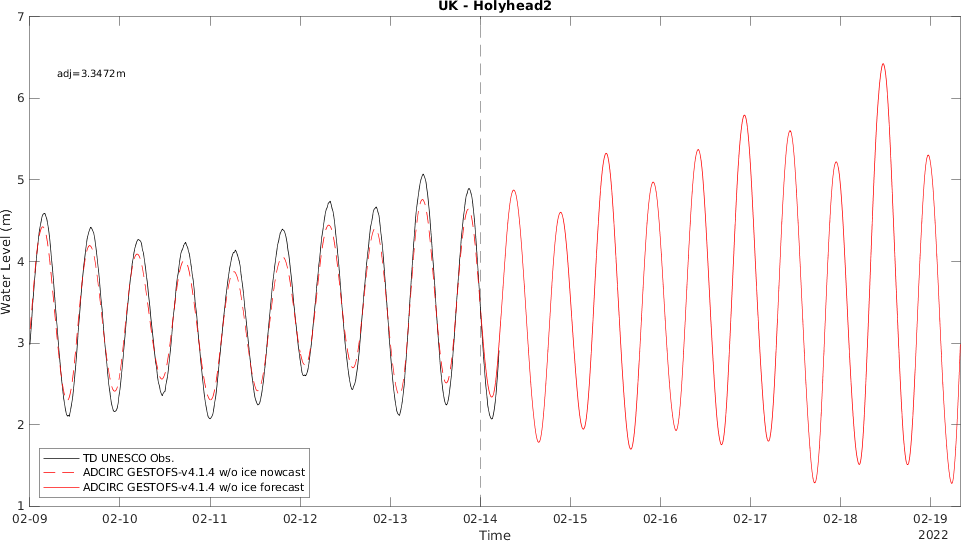 UK - Holyhead2
7
adj=3.3472m
6
5
4
3
2
1
Water Level (m)
TD UNESCO Obs.
ADCIRC GESTOFS-v4.1.4 w/o ice nowcast
ADCIRC GESTOFS-v4.1.4 w/o ice forecast
02-09 02-10 02-11 02-12 02-13 02-14 02-15 02-16 02-17 02-18 02-19
Time
2022